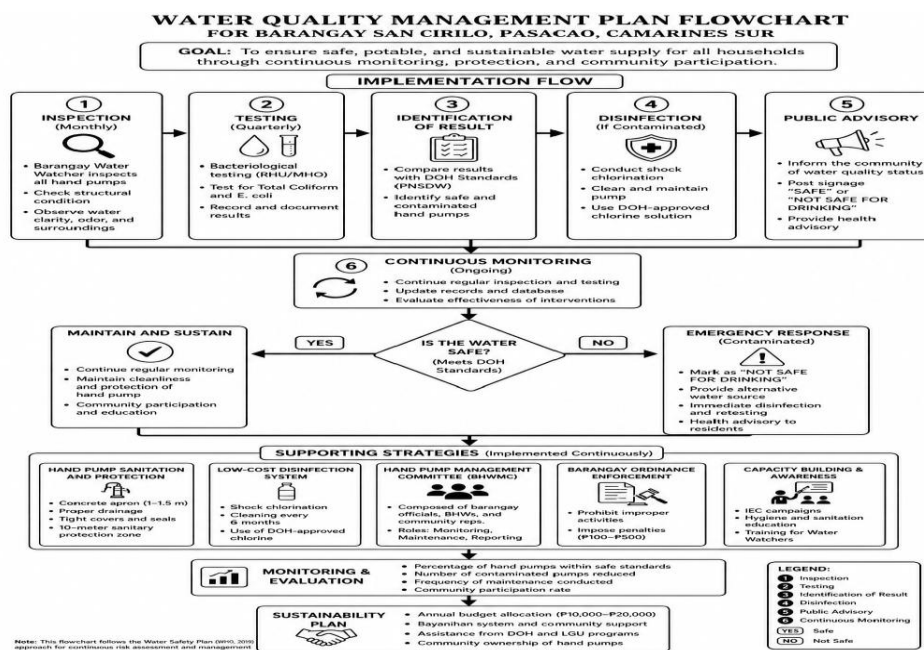 WATER QUALITY MANAGEMENT PLAN FLOWCHART
FOR BARANGAY SAN CIRILO, PASACAO, CAMARINES SUR
GOAL: To ensure safe, potable, and sustainable water supply for all households
through continuous monitoring, protection, and community participation.
IMPLEMENTATION FLOW
1
INSPECTION
(Monthly)
• Barangay Water
Watcher inspects
all hand pumps
• Check structural
condition
• Observe water
clarity, odor, and
surroundings
2
TESTING
(Quarterly)
• Bacteriological
testing (RHU/MHO)
• Test for Total Coliform
and E. coli
• Record and document
results
3
IDENTIFICATION
OF RESULT
• Compare results
with DOH Standards
(PNSDW)
• Identify safe and
contaminated
hand pumps
4
DISINFECTION
(If Contaminated)
• Conduct shock
chlorination
• Clean and maintain
pump
• Use DOH-approved
chlorine solution
5
PUBLIC ADVISORY
• Inform the community
of water quality status
• Post signage
"SAFE" or
"NOT SAFE FOR
DRINKING"
• Provide health
advisory
6 CONTINUOUS MONITORING
(Ongoing)
• Continue regular inspection and testing
• Update records and database
• Evaluate effectiveness of interventions
MAINTAIN AND SUSTAIN
• Continue regular monitoring
• Maintain cleanliness
and protection of
hand pump
• Community participation
and education
YES
IS THE WATER
SAFE?
(Meets DOH
Standards)
NO
EMERGENCY RESPONSE
(Contaminated)
• Mark as "NOT SAFE
FOR DRINKING"
• Provide alternative
water source
• Immediate disinfection
and retesting
• Health advisory to
residents
SUPPORTING STRATEGIES (Implemented Continuously)
HAND PUMP SANITATION
AND PROTECTION
• Concrete apron (1–1.5 m)
• Proper drainage
• Tight covers and seals
• 10-meter sanitary
protection zone
LOW-COST DISINFECTION
SYSTEM
• Shock chlorination
• Cleaning every
6 months
• Use of DOH-approved
chlorine
HAND PUMP MANAGEMENT
COMMITTEE (BHWMC)
• Composed of barangay
officials, BHWs, and
community reps.
• Roles: Monitoring,
Maintenance, Reporting
BARANGAY ORDINANCE
ENFORCEMENT
• Prohibit improper
activities
• Impose penalties
(₱100–₱500)
CAPACITY BUILDING &
AWARENESS
• IEC campaigns
• Hygiene and sanitation
education
• Training for Water
Watchers
MONITORING &
EVALUATION
• Percentage of hand pumps within safe standards
• Number of contaminated pumps reduced
• Frequency of maintenance conducted
• Community participation rate
SUSTAINABILITY
PLAN
• Annual budget allocation (₱10,000–₱20,000)
• Bayanihan system and community support
• Assistance from DOH and LGU programs
• Community ownership of hand pumps
LEGEND:
1 Inspection
2 Testing
3 Identification of Result
4 Disinfection
5 Public Advisory
6 Continuous Monitoring
YES Safe
NO Not Safe
Note: This flowchart follows the Water Safety Plan (WHO,
approach for continuous risk assessment and management